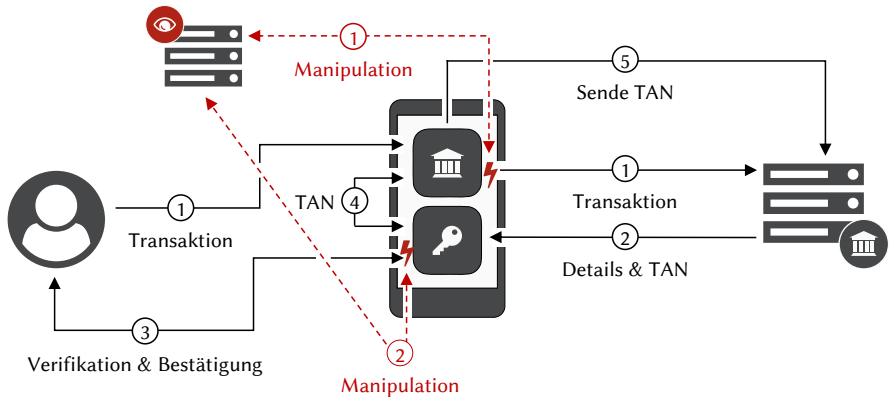 1
Manipulation
5
Sende TAN
1
Transaktion
TAN
4
1
Transaktion
2
Details & TAN
3
Verifikation & Bestätigung
2
Manipulation